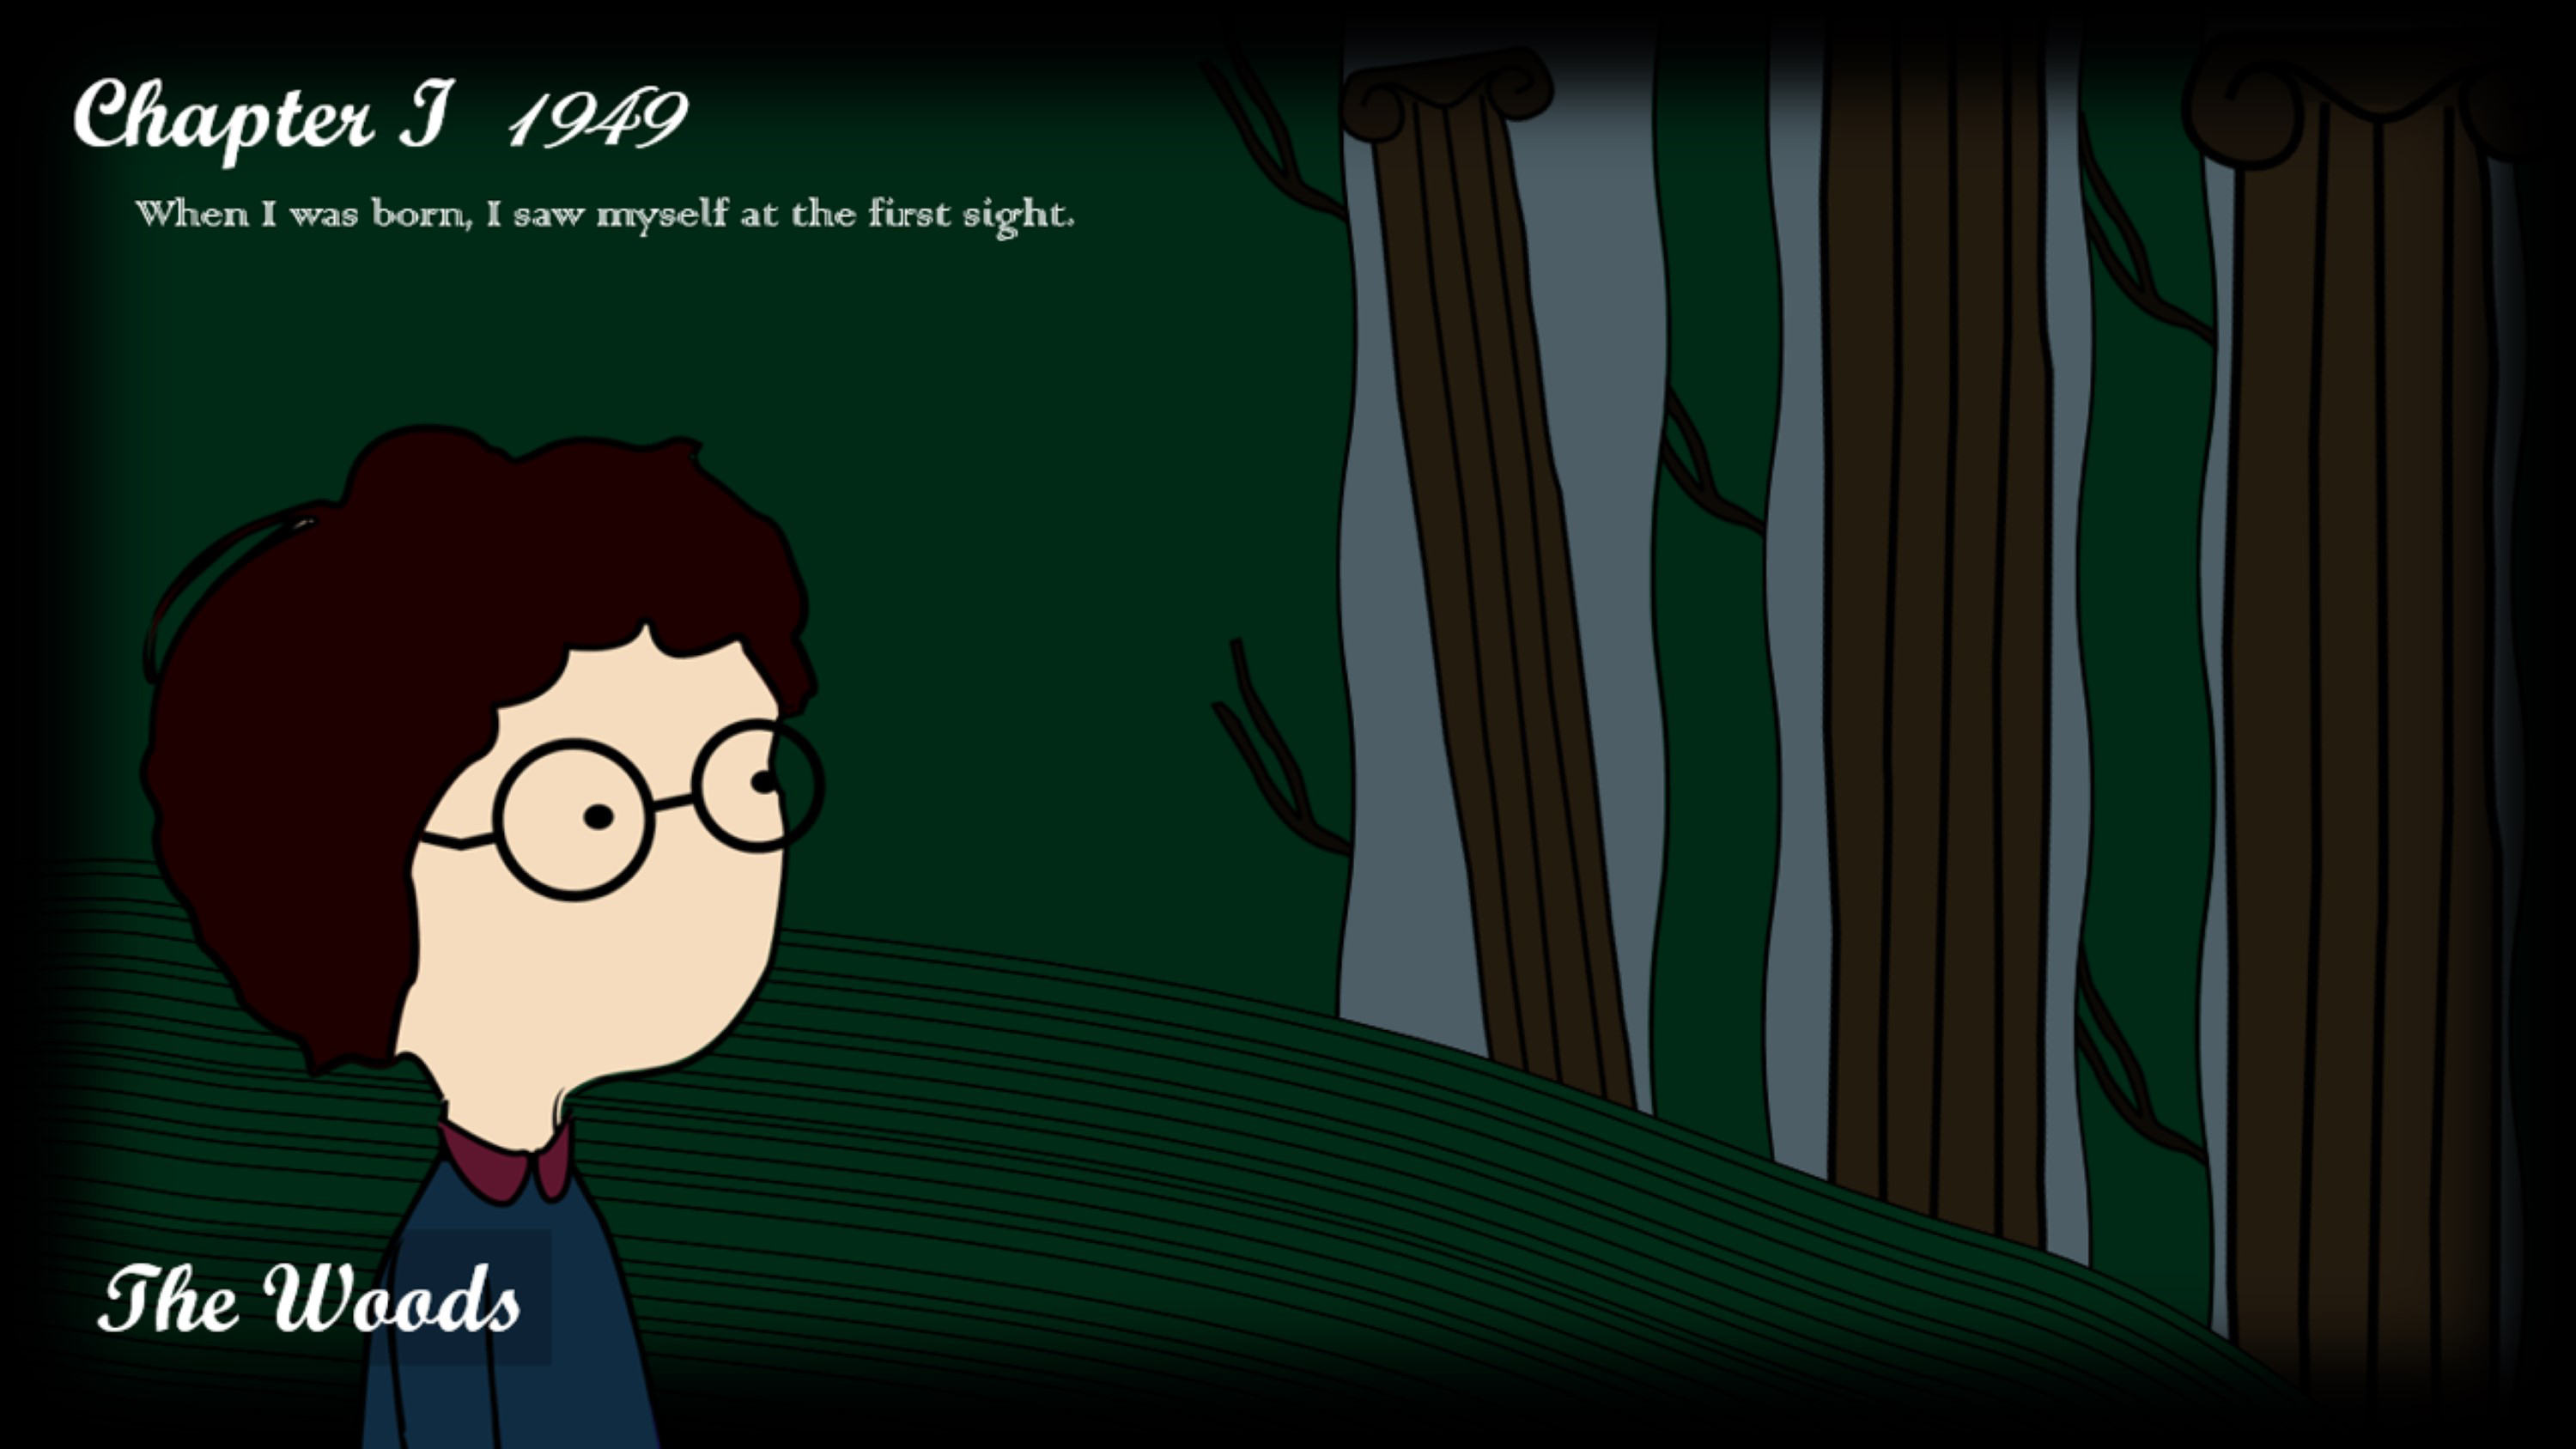 Chapter I 1949
When I was born, I saw myself at the first sight.
The Woods